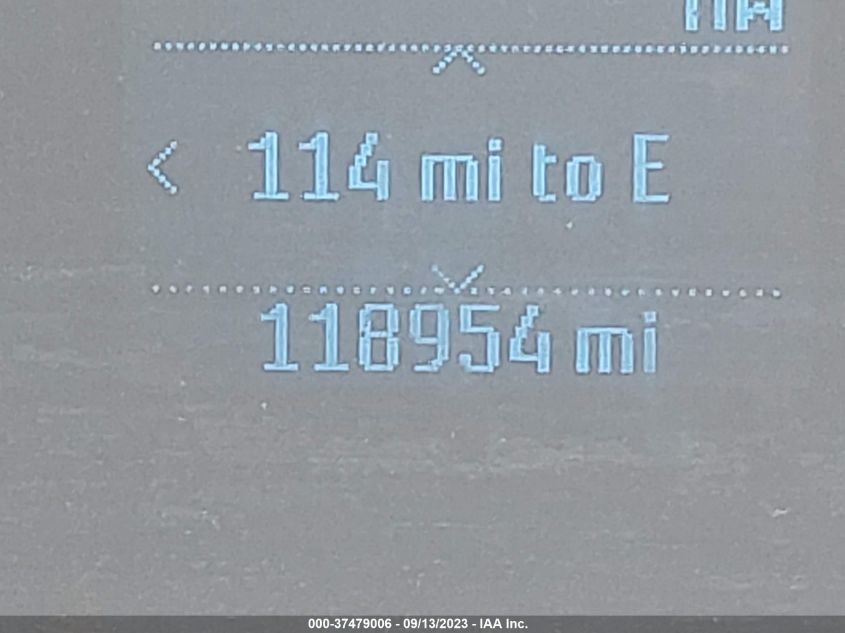 < 114 mi to E
118954 mi
000-37479006 - 09/13/2023 - IAA Inc.